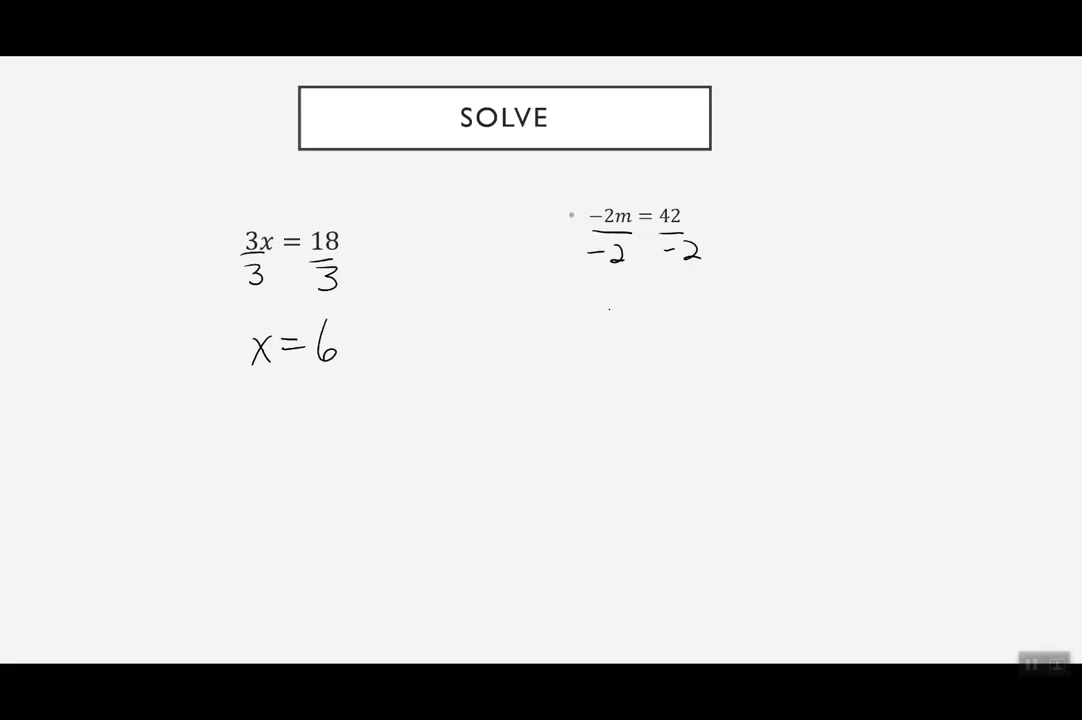 SOLVE
3x = 18
3 3
x = 6
• −2m = 42
-2 -2